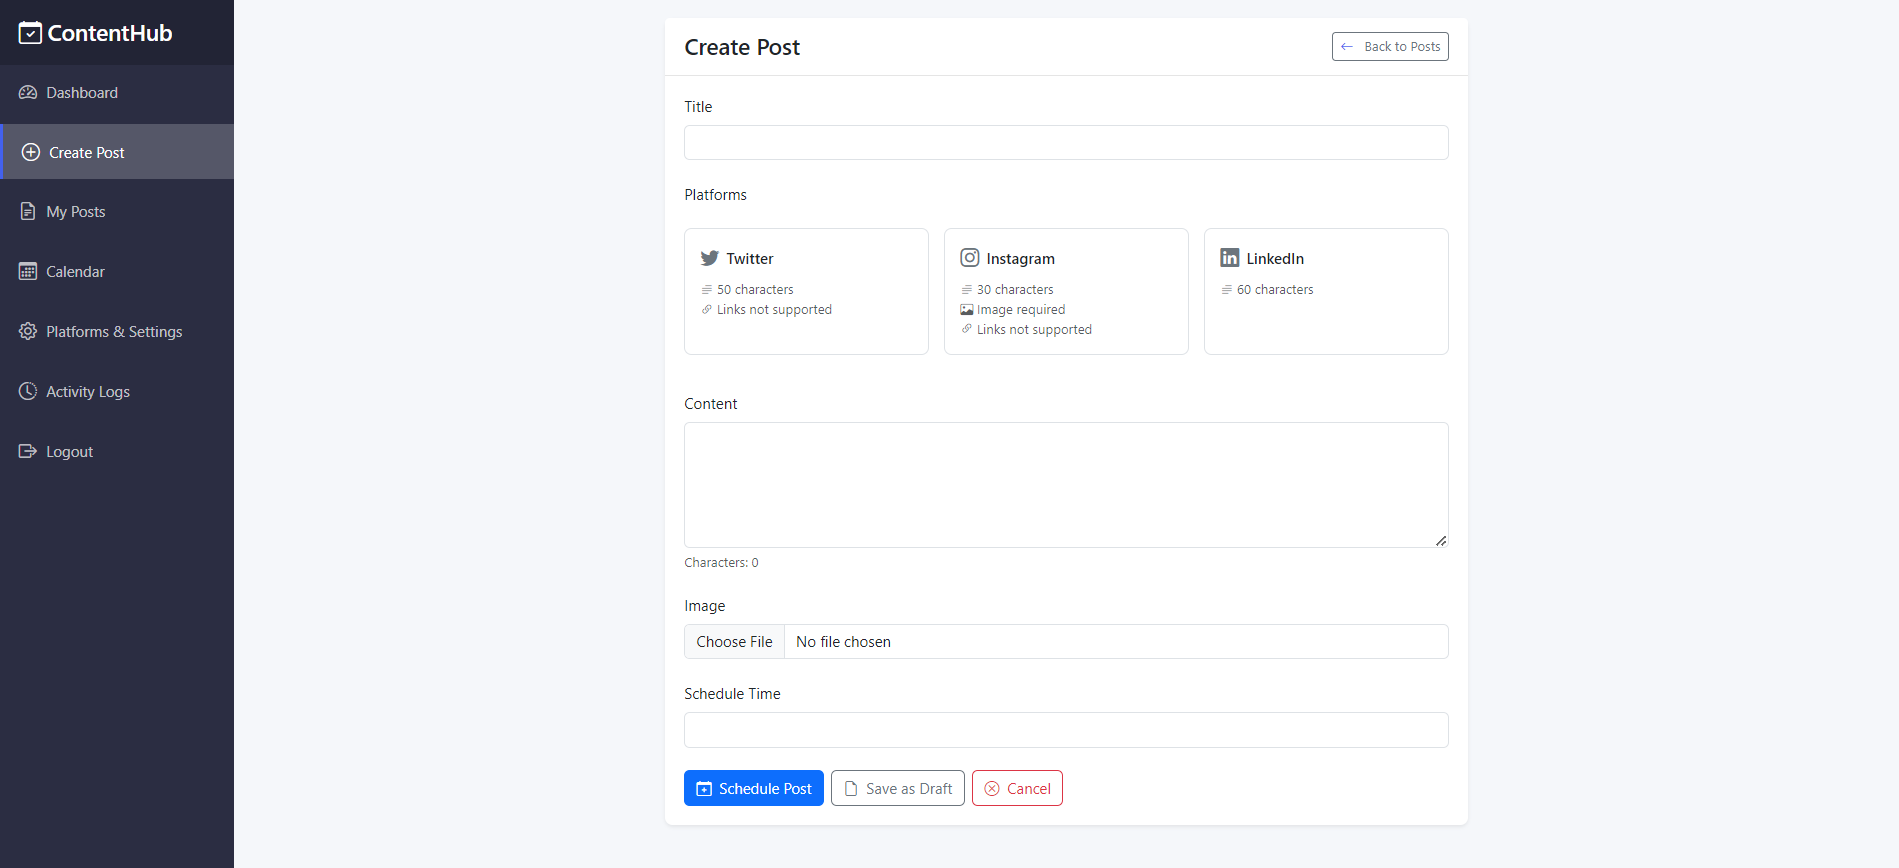 ContentHub
Dashboard
Create Post
My Posts
Calendar
Platforms & Settings
Activity Logs
Logout
Create Post
Back to Posts
Title
Platforms
Twitter
50 characters
Links not supported
Instagram
30 characters
Image required
Links not supported
LinkedIn
60 characters
Content
Characters: 0
Image
Choose File No file chosen
Schedule Time
Schedule Post
Save as Draft
Cancel